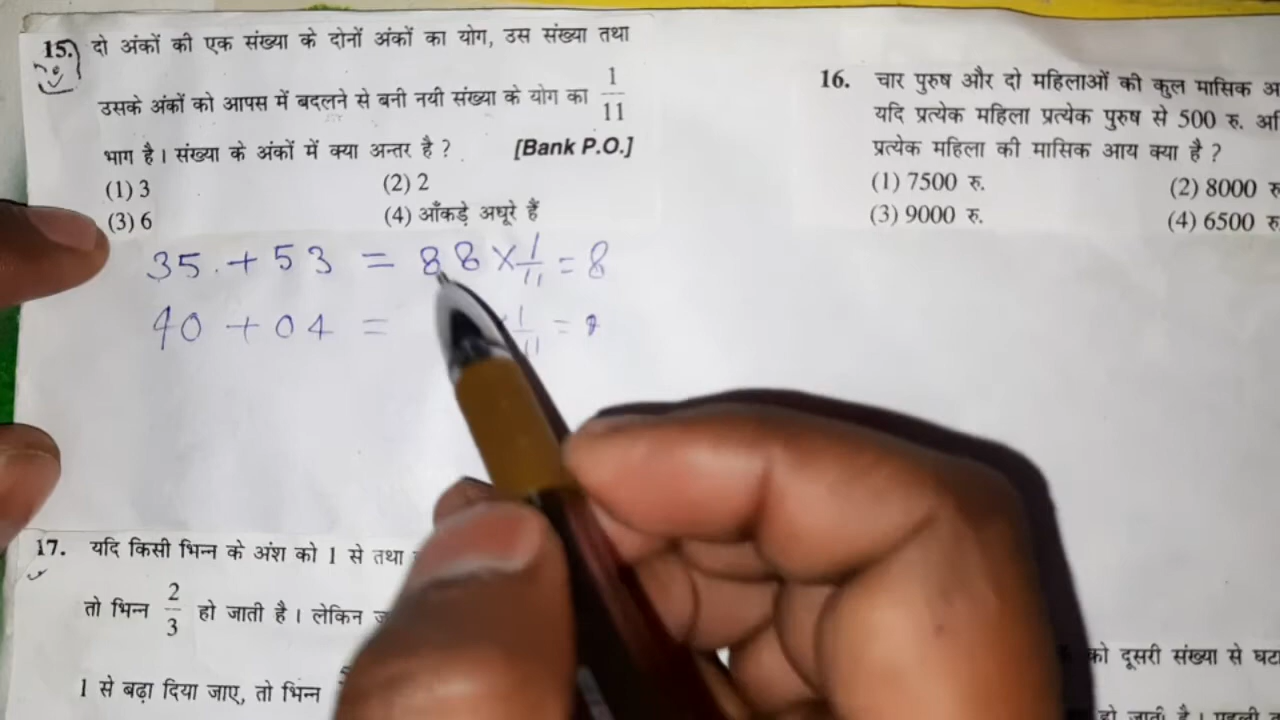 15. दो अंकों की एक संख्या के दोनों अंकों का योग, उस संख्या तथा
उसके अंकों को आपस में बदलने से बनी नयी संख्या के योग का 1/11
भाग है। संख्या के अंकों में क्या अन्तर है ? [Bank P.O.]
(1) 3 (2) 2
(3) 6 (4) आँकड़े अधूरे हैं
35 + 53 = 88 × 1/11 = 8
40 + 04 = 1/11 =
16. चार पुरुष और दो महिलाओं की कुल मासिक
यदि प्रत्येक महिला प्रत्येक पुरुष से 500 रु.
प्रत्येक महिला की मासिक आय क्या है ?
(1) 7500 रु. (2) 8000
(3) 9000 रु. (4) 6500
17. यदि किसी भिन्न के अंश को 1 से तथा
तो भिन्न 2/3 हो जाती है। लेकिन
1 से बढ़ा दिया जाए, तो भिन्न
को दूसरी संख्या से
हो जाती है। पहली